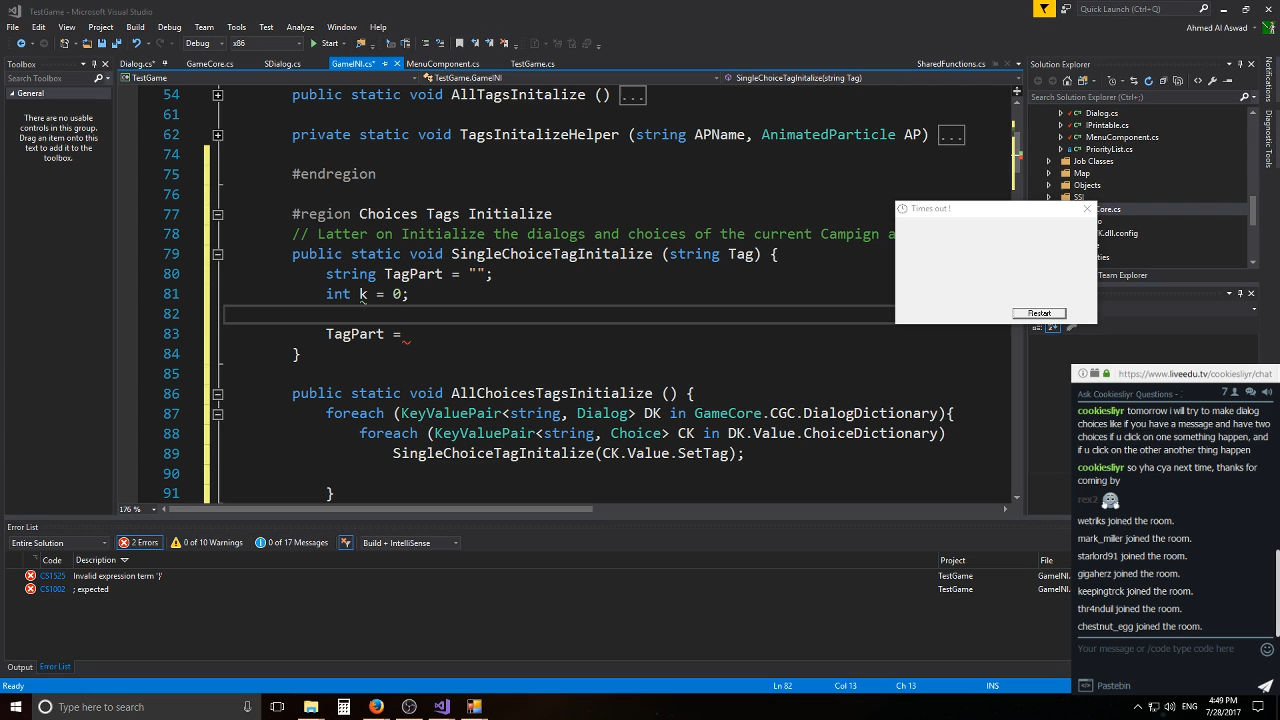 TestGame - Microsoft Visual Studio
Quick Launch (Ctrl+Q)
File Edit View Project Build Debug Team Tools Test Analyze Window Help
Ahmed Al Aswad
Debug x86 Start
Toolbox
Dialog.cs* GameCore.cs SDialog.cs GameINI.cs* MenuComponent.cs TestGame.cs SharedFunctions.cs
Solution Explorer
Search Toolbox
TestGame TestGame.GameINI SingleChoiceTagInitalize(string Tag)
General
There are no usable
controls in this group.
Drag an item onto this
text to add it to the
toolbox.
54 public static void AllTagsInitalize () ...
61
62 private static void TagsInitalizeHelper (string APName, AnimatedParticle AP) ...
74
75 #endregion
76
77 #region Choices Tags Initialize
78 // Latter on Initialize the dialogs and choices of the current Campign a
79 public static void SingleChoiceTagInitalize (string Tag) {
80 string TagPart = "";
81 int k = 0;
82
83 TagPart =
84 }
85
86 public static void AllChoicesTagsInitialize () {
87 foreach (KeyValuePair<string, Dialog> DK in GameCore.CGC.DialogDictionary){
88 foreach (KeyValuePair<string, Choice> CK in DK.Value.ChoiceDictionary)
89 SingleChoiceTagInitalize(CK.Value.SetTag);
90
91 }
176 %
Search Solution Explorer (Ctrl+;)
Dialog.cs
IPrintable.cs
MenuComponent.cs
PriorityList.cs
Job Classes
Map
Objects
SSI
Core.cs
K.dll.config
Team Explorer
Notifications
Diagnostic Tools
Times out !
Restart
Error List
Entire Solution 2 Errors 0 of 10 Warnings 0 of 17 Messages Build + IntelliSense
Code Description Project File
CS1525 Invalid expression term '}' TestGame GameINI.
CS1002 ; expected TestGame GameINI.
Output Error List
Ready Ln 82 Col 13 Ch 13 INS
https://www.liveedu.tv/cookiesliyr/chat
Ask Cookiesliyr Questions - . 7
cookiesliyr tomorrow i will try to make dialog
choices like if you have a message and have two
choices if u click on one something happen, and
if u click on the other another thing happen
cookiesliyr so yha cya next time, thanks for
coming by
rex2
wetriks joined the room.
mark_miller joined the room.
starlord91 joined the room.
gigaherz joined the room.
keepingtrck joined the room.
thr4nduil joined the room.
chestnut_egg joined the room.
Your message or /code type code here
Pastebin
Type here to search
ENG
4:49 PM
7/28/2017